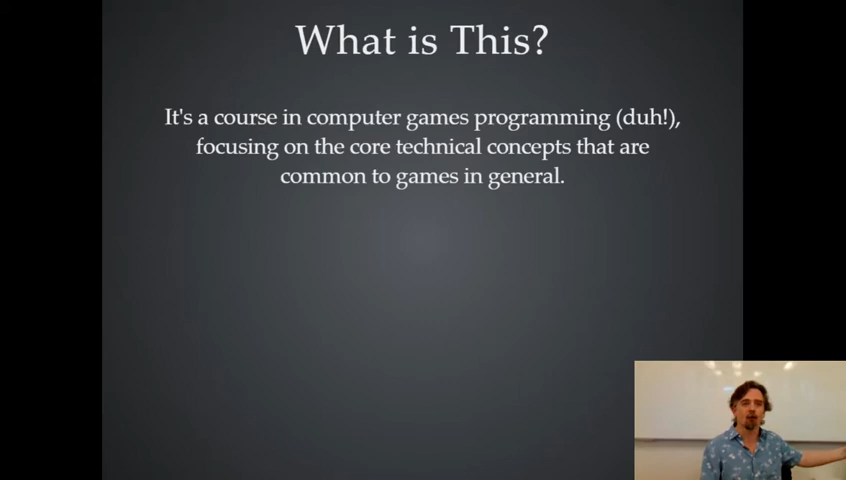 What is This?
It's a course in computer games programming (duh!),
focusing on the core technical concepts that are
common to games in general.